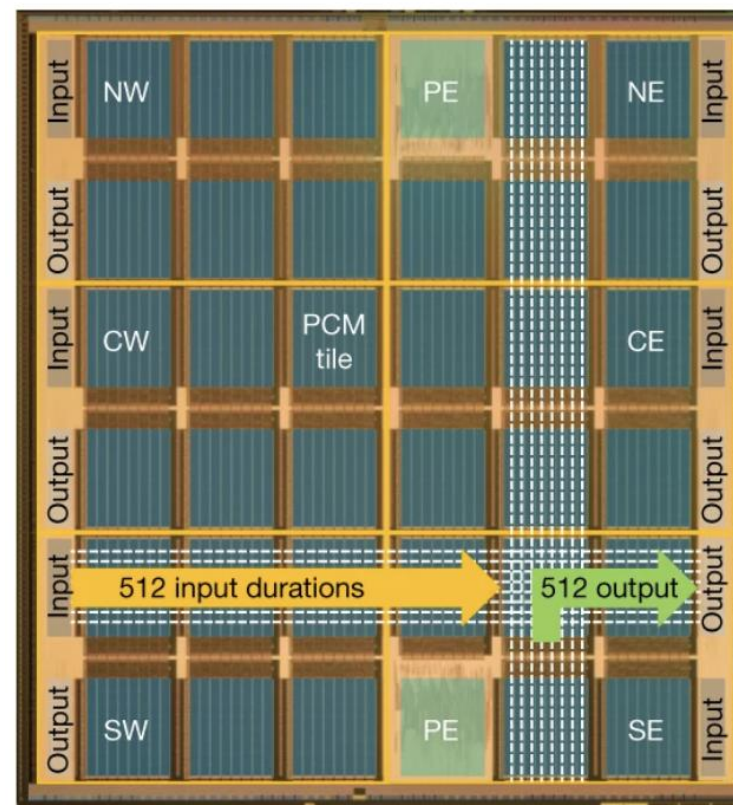 Input
NW
PE
NE
Input
Output
Output
Input
CW
PCM
tile
CE
Input
Output
Output
Input
512 input durations
512 output
Output
Output
SW
PE
SE
Input